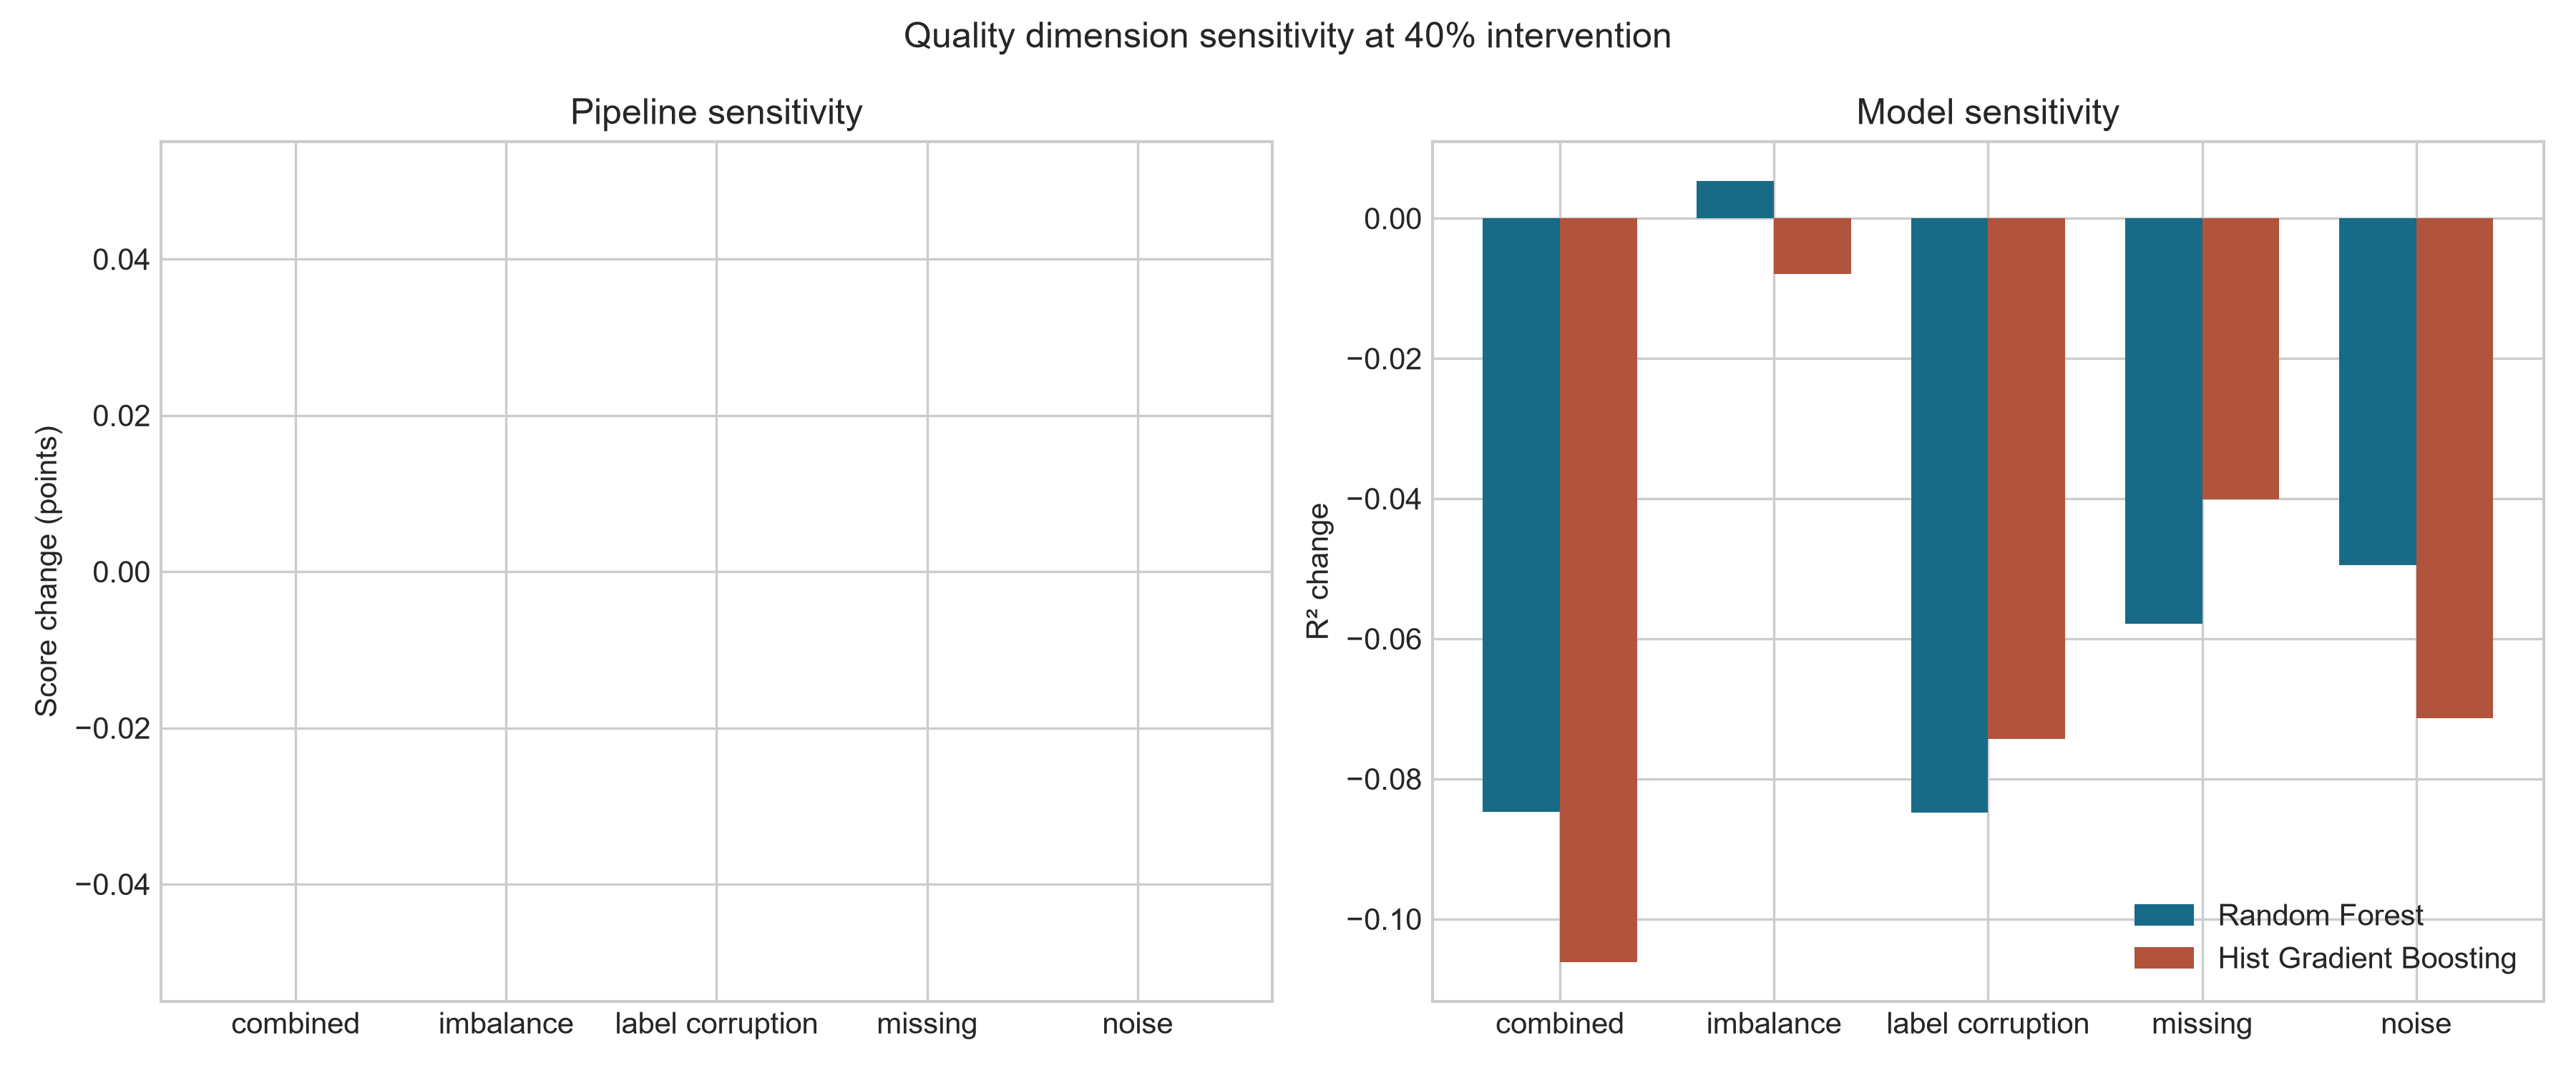 Quality dimension sensitivity at 40% intervention
Pipeline sensitivity
Score change (points)
0.04
0.02
0.00
−0.02
−0.04
combined imbalance label corruption missing noise
Model sensitivity
R² change
0.00
−0.02
−0.04
−0.06
−0.08
−0.10
combined imbalance label corruption missing noise
Random Forest
Hist Gradient Boosting